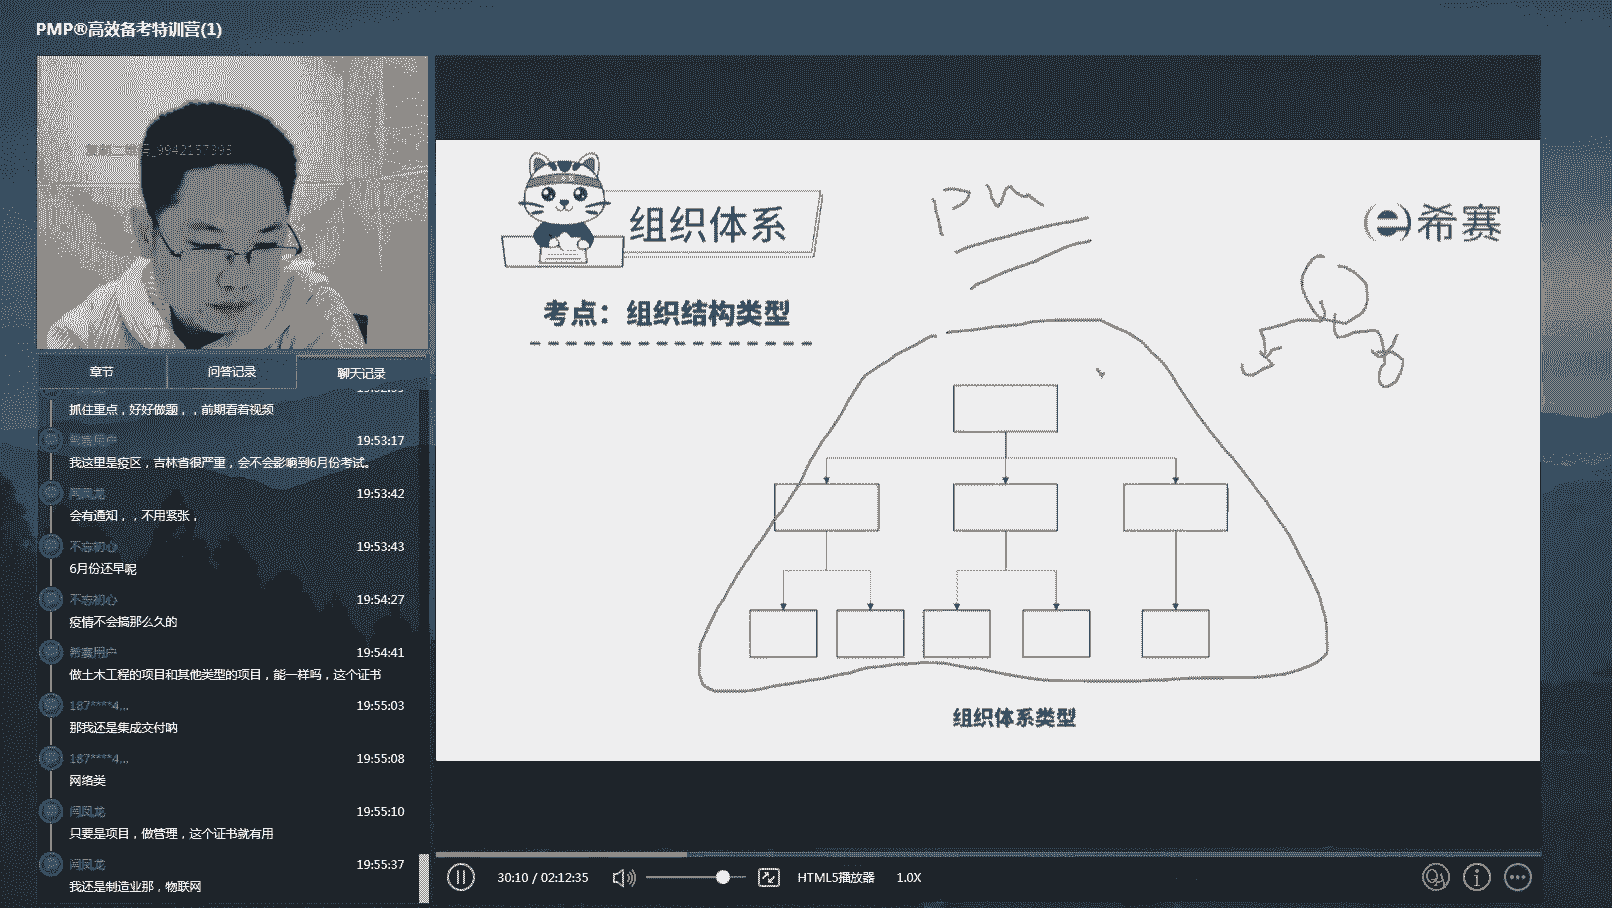 PMP®高效备考特训营(1)
章节
问答记录
聊天记录
抓住重点，好好做题，，前期看着视频
希赛用户
19:53:17
我这里是疫区，吉林省很严重，会不会影响到6月份考试。
闫凤龙
19:53:42
会有通知，，不用紧张，
不忘初心
19:53:43
6月份还早呢
不忘初心
19:54:27
疫情不会搞那么久的
希赛用户
19:54:41
做土木工程的项目和其他类型的项目，能一样吗，这个证书
187****4...
19:55:03
那我还是集成交付呐
187****4...
19:55:08
网络类
闫凤龙
19:55:10
只要是项目，做管理，这个证书就有用
闫凤龙
19:55:37
我还是制造业那，物联网
组织体系
PM
希赛
考点：组织结构类型
组织体系类型
30:10 / 02:12:35
HTML5播放器
1.0X